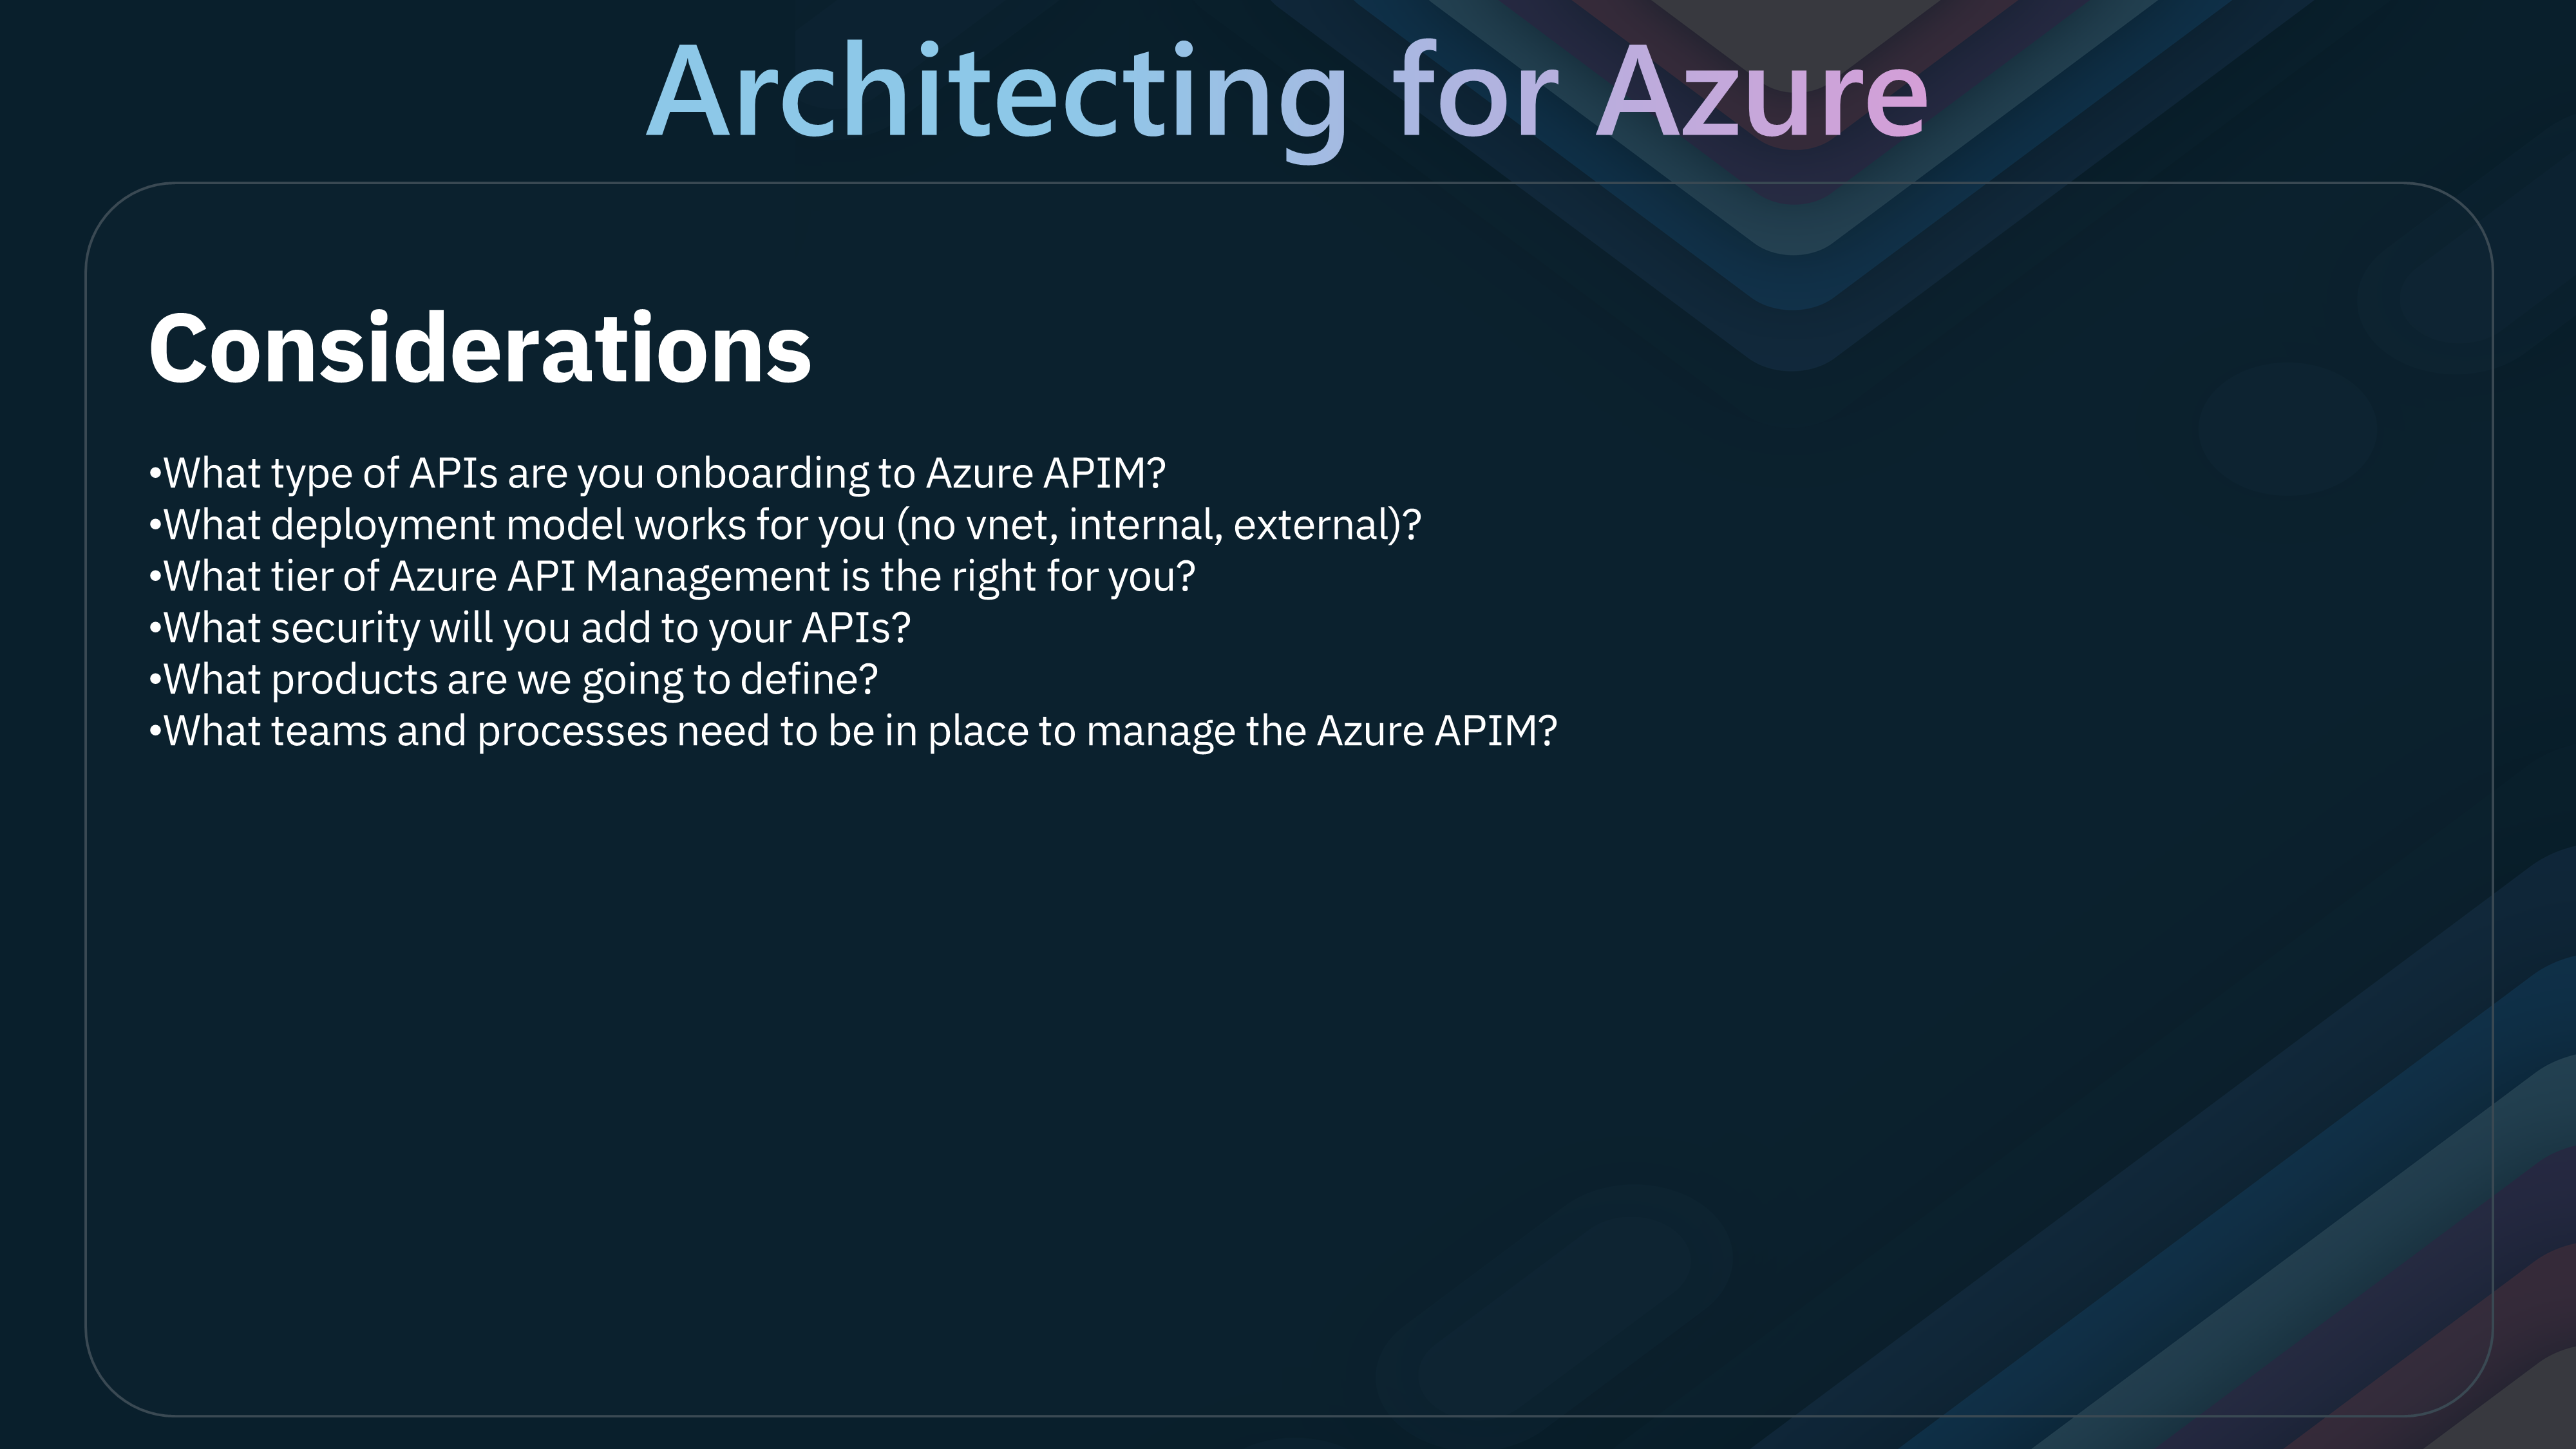 Architecting for Azure
Considerations
•What type of APIs are you onboarding to Azure APIM?
•What deployment model works for you (no vnet, internal, external)?
•What tier of Azure API Management is the right for you?
•What security will you add to your APIs?
•What products are we going to define?
•What teams and processes need to be in place to manage the Azure APIM?